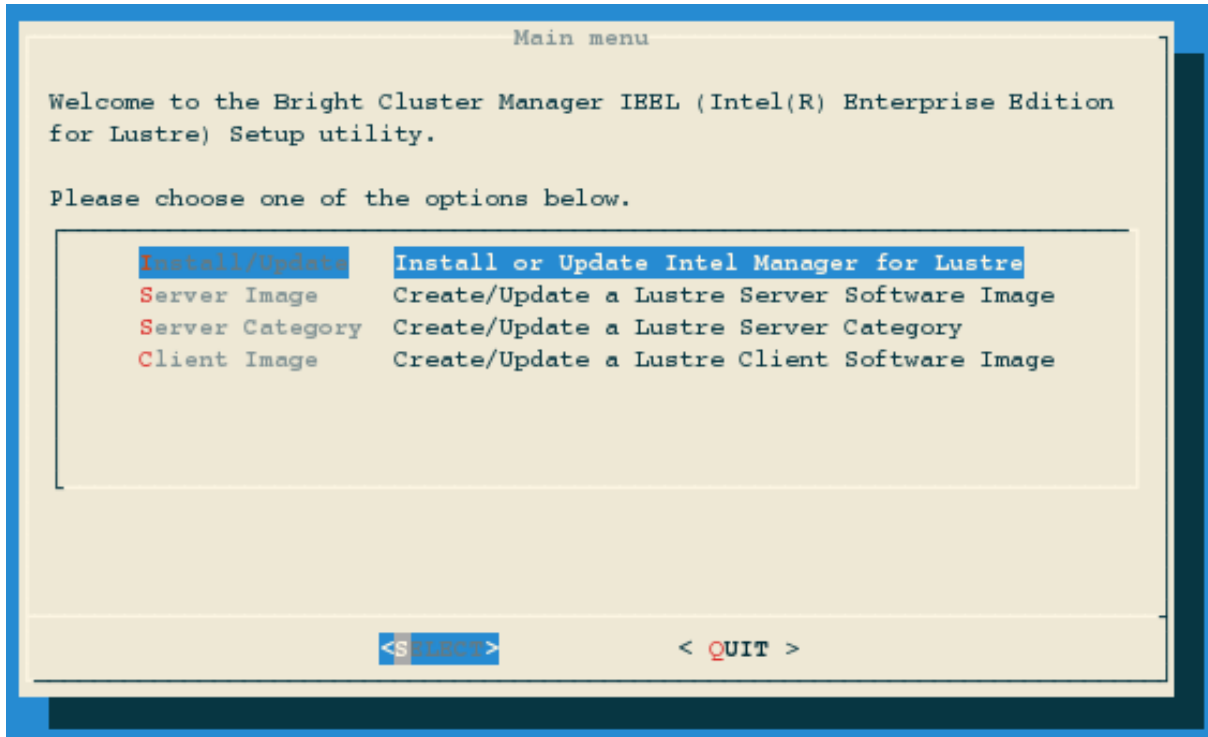 Main menu
Welcome to the Bright Cluster Manager IEEL (Intel(R) Enterprise Edition
for Lustre) Setup utility.
Please choose one of the options below.
Install/Update Install or Update Intel Manager for Lustre
Server Image Create/Update a Lustre Server Software Image
Server Category Create/Update a Lustre Server Category
Client Image Create/Update a Lustre Client Software Image
<SELECT> < QUIT >